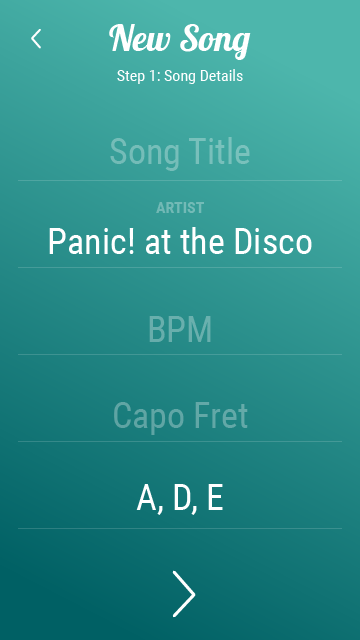 New Song
Step 1: Song Details
Song Title
ARTIST
Panic! at the Disco
BPM
Capo Fret
A, D, E